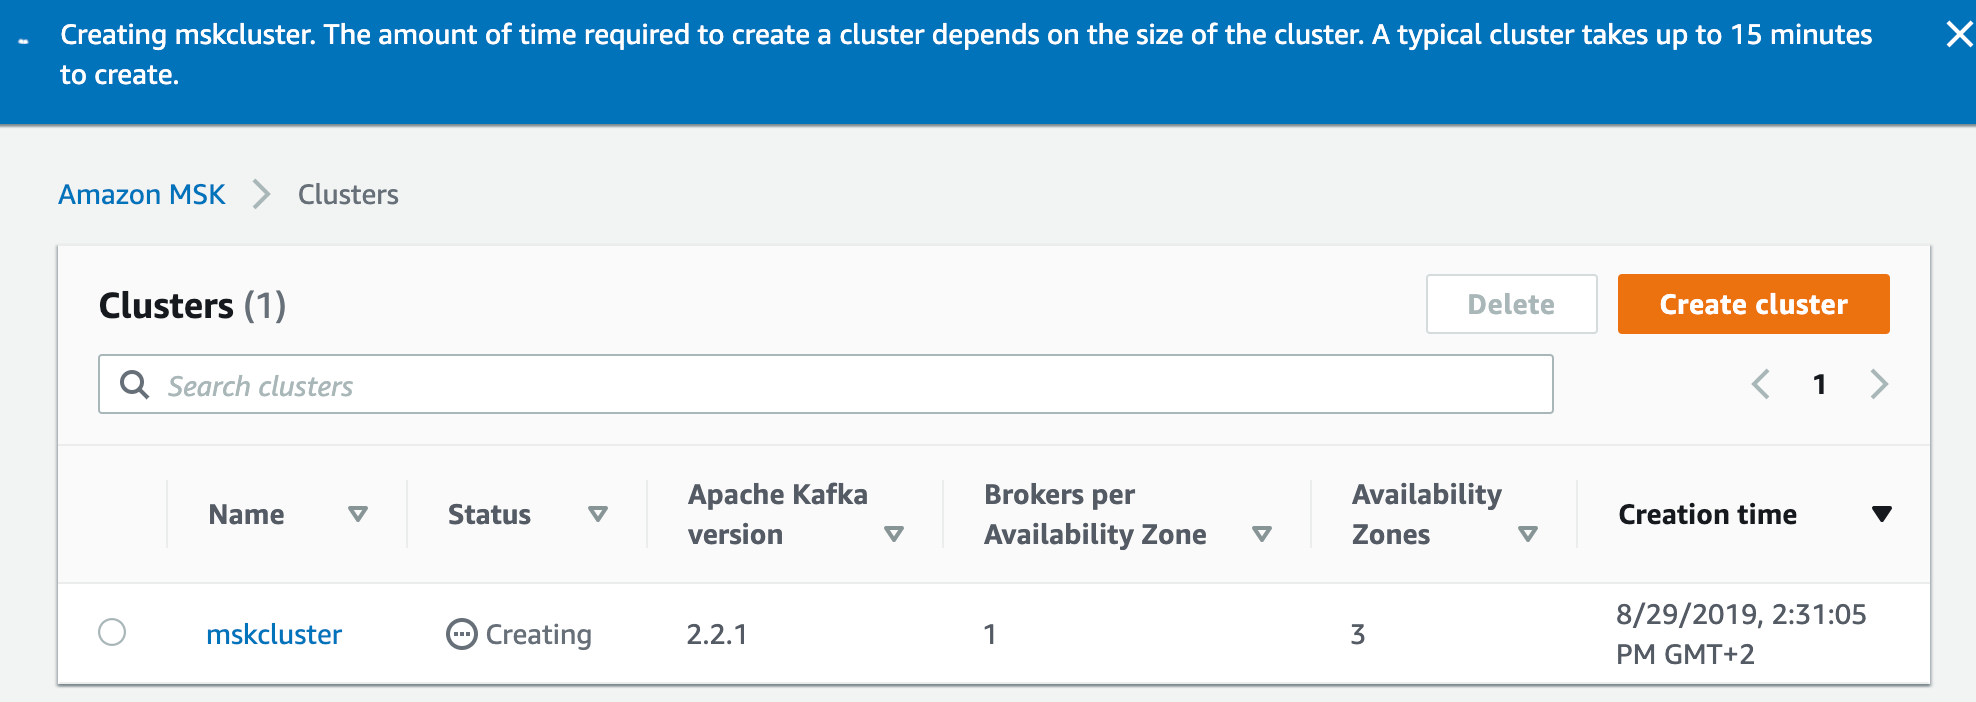 Creating mskcluster. The amount of time required to create a cluster depends on the size of the cluster. A typical cluster takes up to 15 minutes
to create.
Amazon MSK Clusters
Clusters (1)
Delete
Create cluster
Search clusters
1
Name
Status
Apache Kafka
version
Brokers per
Availability Zone
Availability
Zones
Creation time
mskcluster
Creating
2.2.1
1
3
8/29/2019, 2:31:05
PM GMT+2